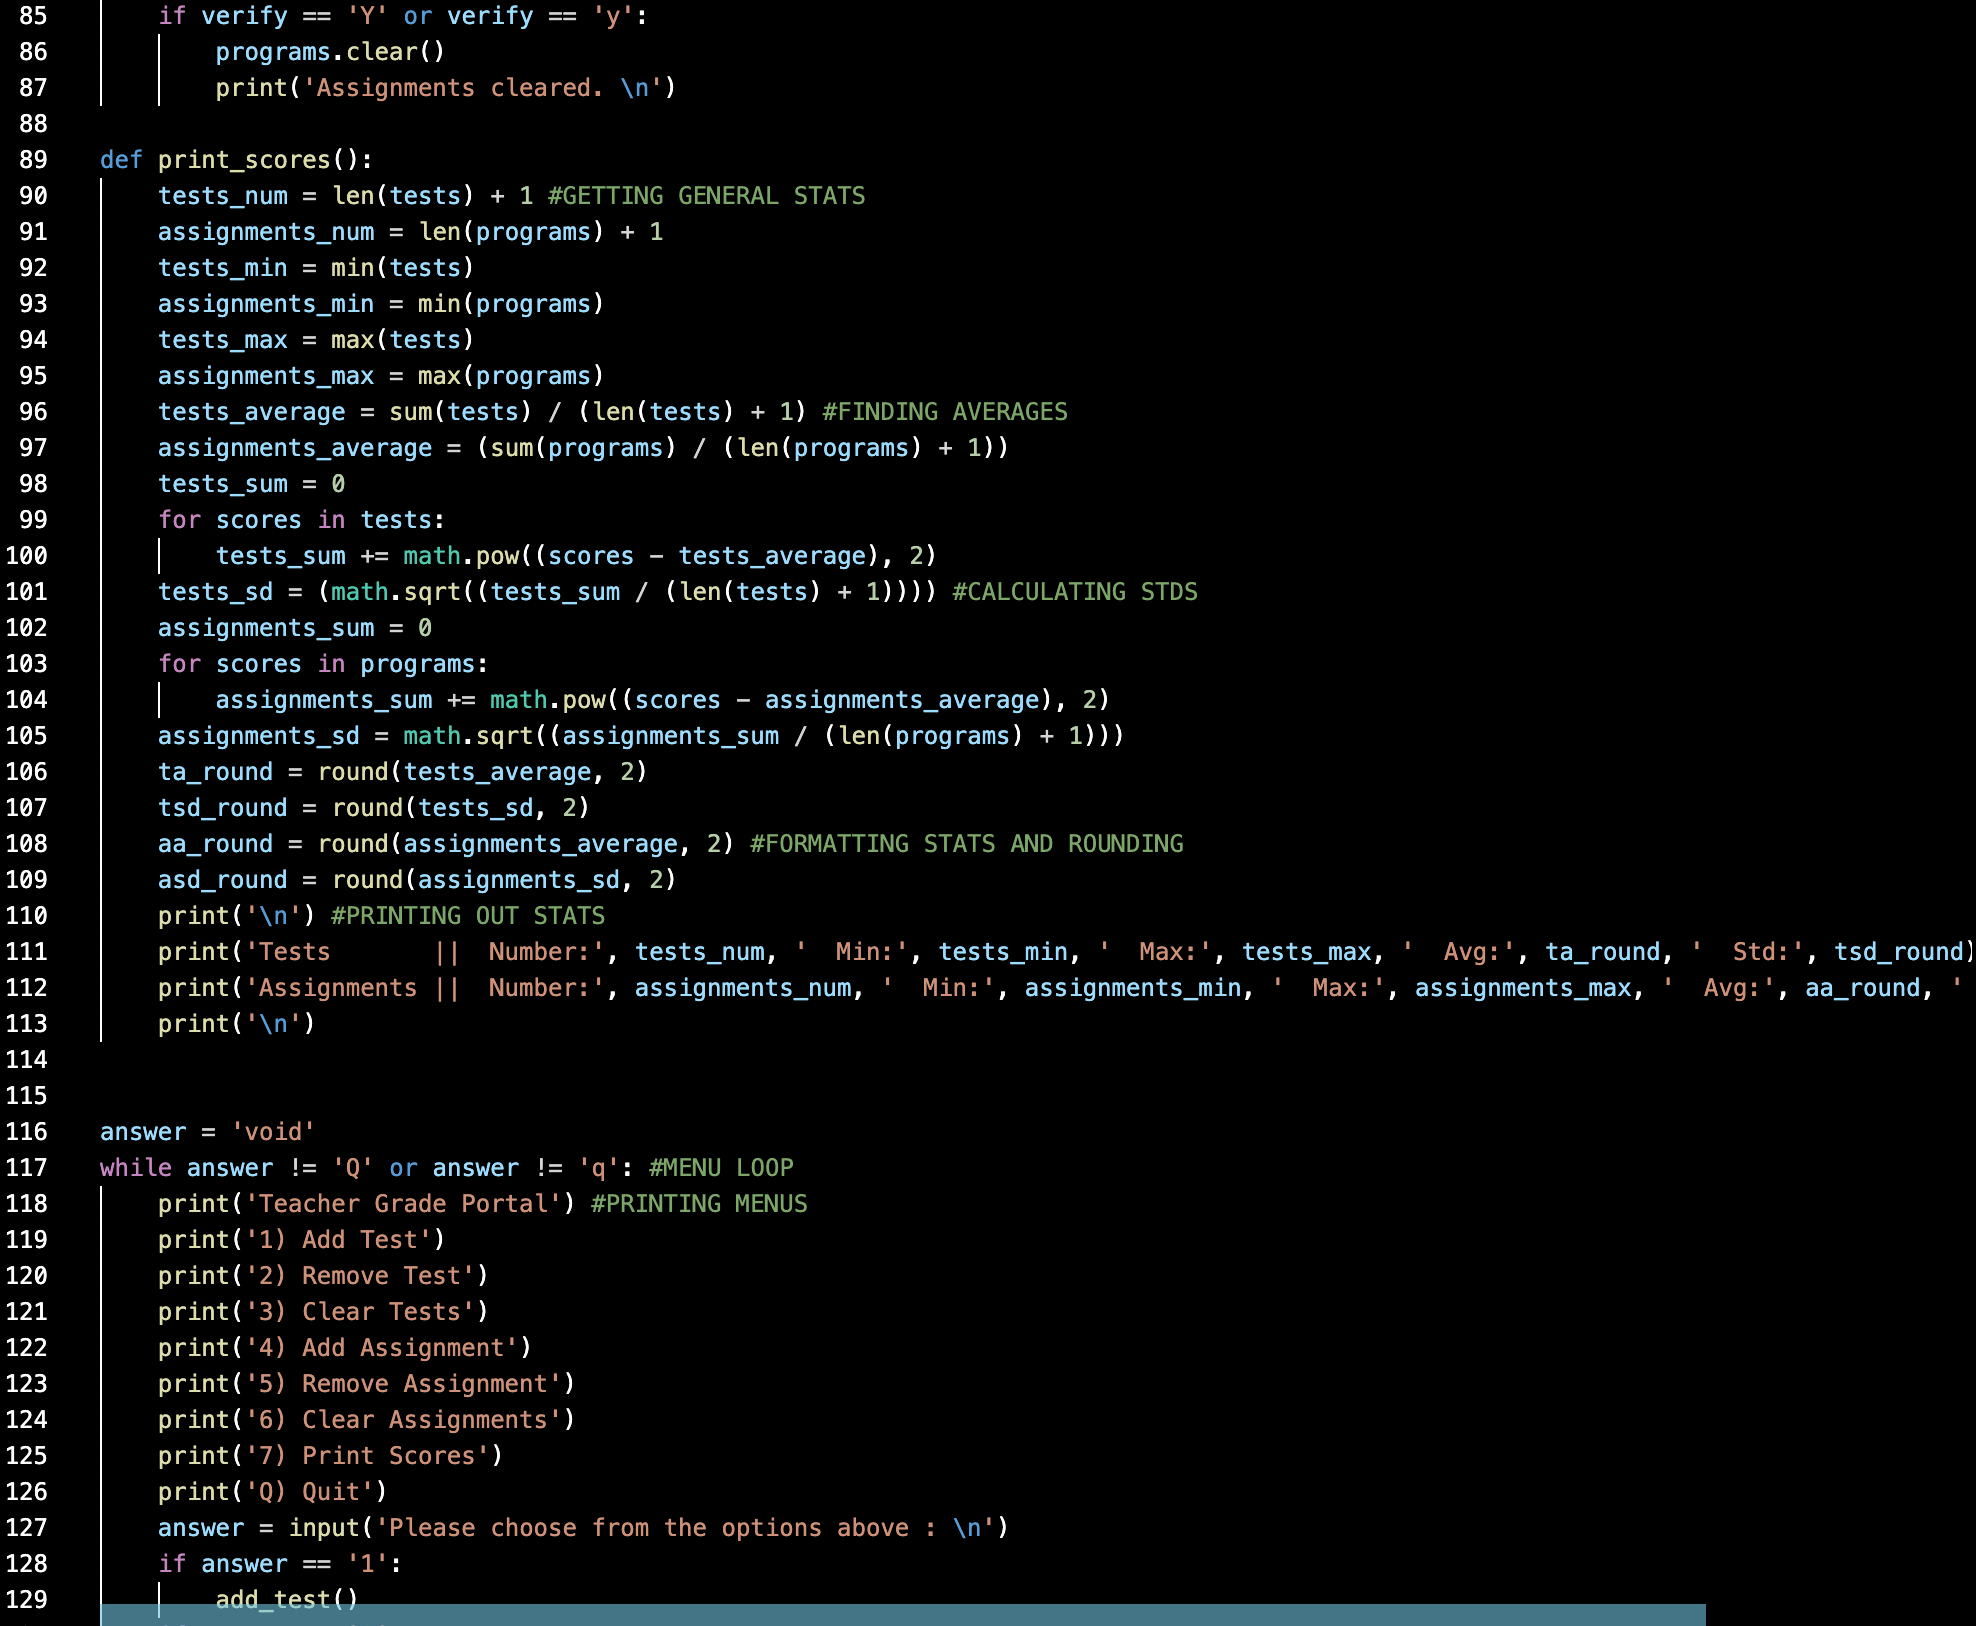 85 if verify == 'Y' or verify == 'y':
86 programs.clear()
87 print('Assignments cleared. \n')
88
89 def print_scores():
90 tests_num = len(tests) + 1 #GETTING GENERAL STATS
91 assignments_num = len(programs) + 1
92 tests_min = min(tests)
93 assignments_min = min(programs)
94 tests_max = max(tests)
95 assignments_max = max(programs)
96 tests_average = sum(tests) / (len(tests) + 1) #FINDING AVERAGES
97 assignments_average = (sum(programs) / (len(programs) + 1))
98 tests_sum = 0
99 for scores in tests:
100 tests_sum += math.pow((scores - tests_average), 2)
101 tests_sd = (math.sqrt((tests_sum / (len(tests) + 1)))) #CALCULATING STDS
102 assignments_sum = 0
103 for scores in programs:
104 assignments_sum += math.pow((scores - assignments_average), 2)
105 assignments_sd = math.sqrt((assignments_sum / (len(programs) + 1)))
106 ta_round = round(tests_average, 2)
107 tsd_round = round(tests_sd, 2)
108 aa_round = round(assignments_average, 2) #FORMATTING STATS AND ROUNDING
109 asd_round = round(assignments_sd, 2)
110 print('\n') #PRINTING OUT STATS
111 print('Tests       ||  Number:', tests_num, '  Min:', tests_min, '  Max:', tests_max, '  Avg:', ta_round, '  Std:', tsd_round)
112 print('Assignments ||  Number:', assignments_num, '  Min:', assignments_min, '  Max:', assignments_max, '  Avg:', aa_round, '
113 print('\n')
114
115
116 answer = 'void'
117 while answer != 'Q' or answer != 'q': #MENU LOOP
118 print('Teacher Grade Portal') #PRINTING MENUS
119 print('1) Add Test')
120 print('2) Remove Test')
121 print('3) Clear Tests')
122 print('4) Add Assignment')
123 print('5) Remove Assignment')
124 print('6) Clear Assignments')
125 print('7) Print Scores')
126 print('Q) Quit')
127 answer = input('Please choose from the options above : \n')
128 if answer == '1':
129 add_test()